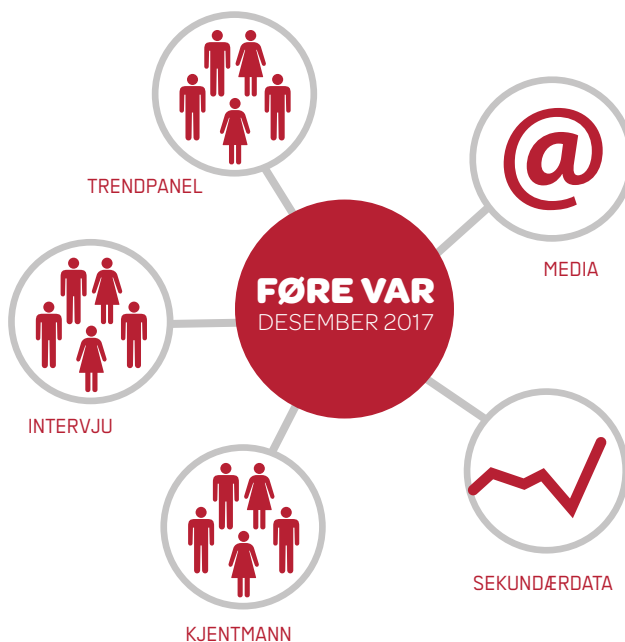 TRENDPANEL
@
MEDIA
FØRE VAR
DESEMBER 2017
INTERVJU
SEKUNDÆRDATA
KJENTMANN